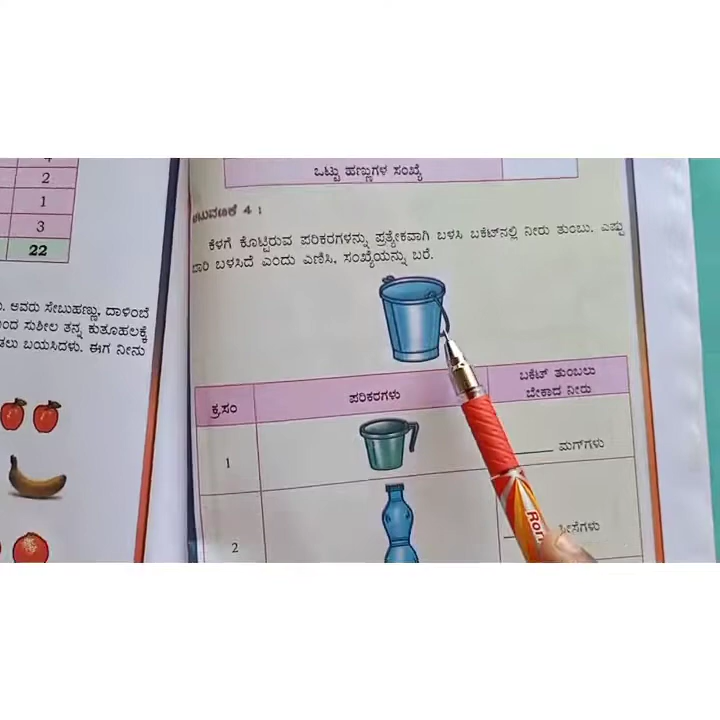 4
2
1
3
22
. ಅವರು ಸೇಬುಹಣ್ಣು, ದಾಳಿಂಬೆ
ಸುಶೀಲ ತನ್ನ ಕುತೂಹಲಕ್ಕೆ
ಬಯಸಿದಳು. ಈಗ ನೀನು
ಒಟ್ಟು ಹಣ್ಣುಗಳ ಸಂಖ್ಯೆ
ಚಟುವಟಿಕೆ 4 :
ಕೆಳಗೆ ಕೊಟ್ಟಿರುವ ಪರಿಕರಗಳನ್ನು ಪ್ರತ್ಯೇಕವಾಗಿ ಬಳಸಿ ಬಕೆಟ್‌ನಲ್ಲಿ ನೀರು ತುಂಬು. ಎಷ್ಟು
ಬಾರಿ ಬಳಸಿದೆ ಎಂದು ಎಣಿಸಿ, ಸಂಖ್ಯೆಯನ್ನು ಬರೆ.
ಕ್ರ.ಸಂ ಪರಿಕರಗಳು ಬಕೆಟ್ ತುಂಬಲು
ಬೇಕಾದ ನೀರು
1 ______ ಮಗ್‌ಗಳು
2 ಸೀಸೆಗಳು